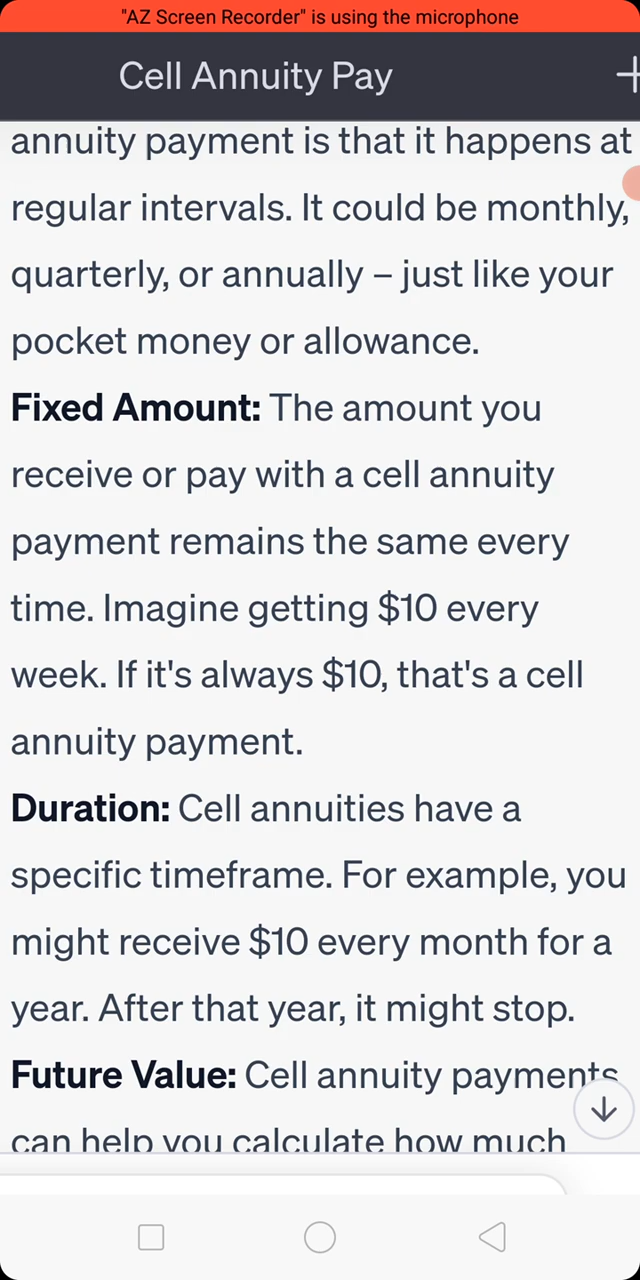 "AZ Screen Recorder" is using the microphone
Cell Annuity Pay
annuity payment is that it happens at
regular intervals. It could be monthly,
quarterly, or annually – just like your
pocket money or allowance.
Fixed Amount: The amount you
receive or pay with a cell annuity
payment remains the same every
time. Imagine getting $10 every
week. If it's always $10, that's a cell
annuity payment.
Duration: Cell annuities have a
specific timeframe. For example, you
might receive $10 every month for a
year. After that year, it might stop.
Future Value: Cell annuity payments
can help you calculate how much